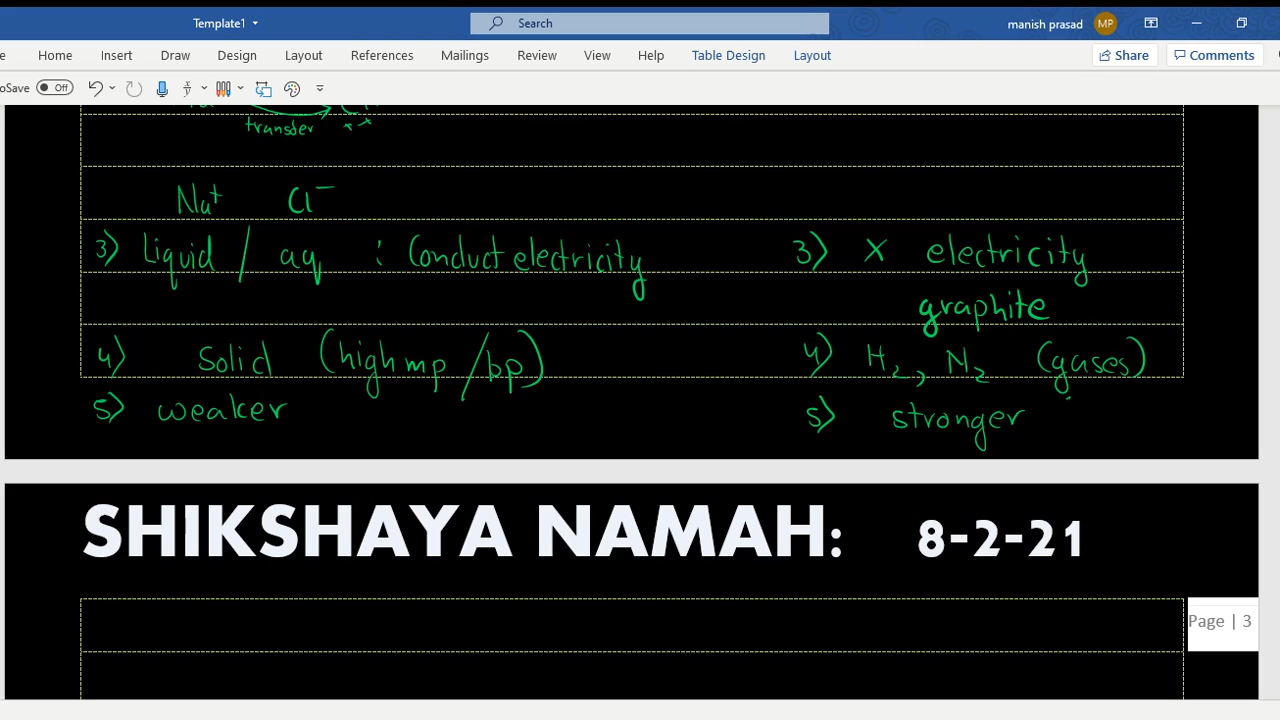 Template1
Search
manish prasad MP
Home Insert Draw Design Layout References Mailings Review View Help Table Design Layout Share Comments
oSave Off
transfer
Na+ Cl−
3) Liquid / aq : Conduct electricity 3) X electricity
graphite
4) Solid (high mp / bp) 4) H2, N2 (gases)
5) weaker 5) stronger
SHIKSHAYA NAMAH: 8-2-21
Page | 3